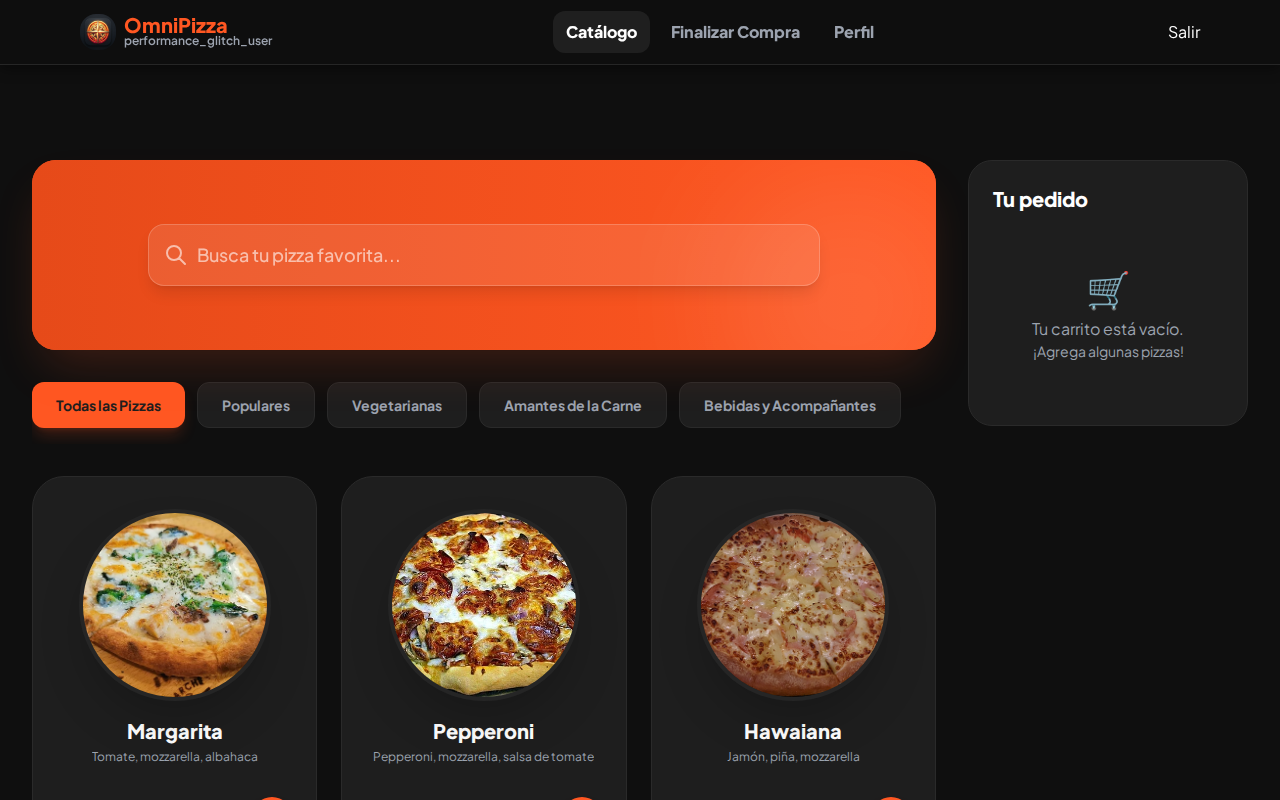 OmniPizza
performance_glitch_user
Catálogo
Finalizar Compra
Perfil
Salir
Busca tu pizza favorita...
Tu pedido
Tu carrito está vacío.
¡Agrega algunas pizzas!
Todas las Pizzas
Populares
Vegetarianas
Amantes de la Carne
Bebidas y Acompañantes
Margarita
Tomate, mozzarella, albahaca
Pepperoni
Pepperoni, mozzarella, salsa de tomate
Hawaiana
Jamón, piña, mozzarella